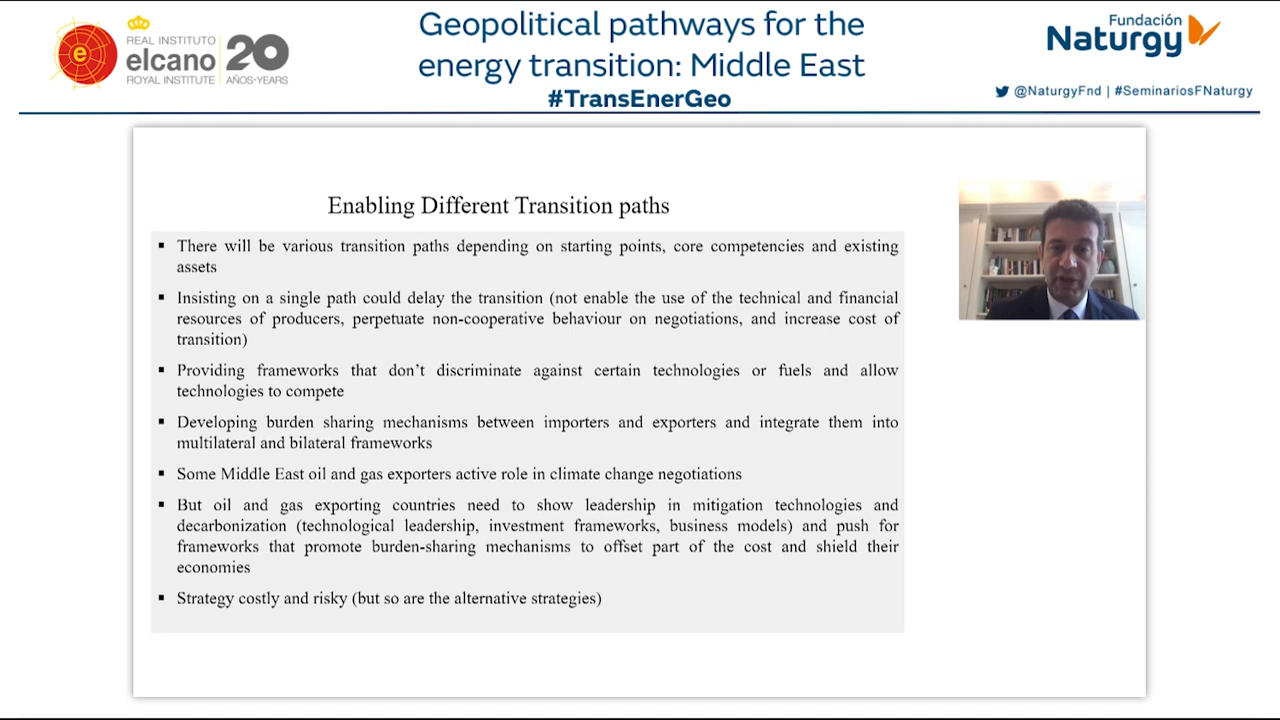 REAL INSTITUTO
elcano
ROYAL INSTITUTE
20
AÑOS-YEARS
Geopolitical pathways for the
energy transition: Middle East
#TransEnerGeo
Fundación
Naturgy
@NaturgyFnd | #SeminariosFNaturgy
Enabling Different Transition paths
▪ There will be various transition paths depending on starting points, core competencies and existing
assets
▪ Insisting on a single path could delay the transition (not enable the use of the technical and financial
resources of producers, perpetuate non-cooperative behaviour on negotiations, and increase cost of
transition)
▪ Providing frameworks that don’t discriminate against certain technologies or fuels and allow
technologies to compete
▪ Developing burden sharing mechanisms between importers and exporters and integrate them into
multilateral and bilateral frameworks
▪ Some Middle East oil and gas exporters active role in climate change negotiations
▪ But oil and gas exporting countries need to show leadership in mitigation technologies and
decarbonization (technological leadership, investment frameworks, business models) and push for
frameworks that promote burden-sharing mechanisms to offset part of the cost and shield their
economies
▪ Strategy costly and risky (but so are the alternative strategies)